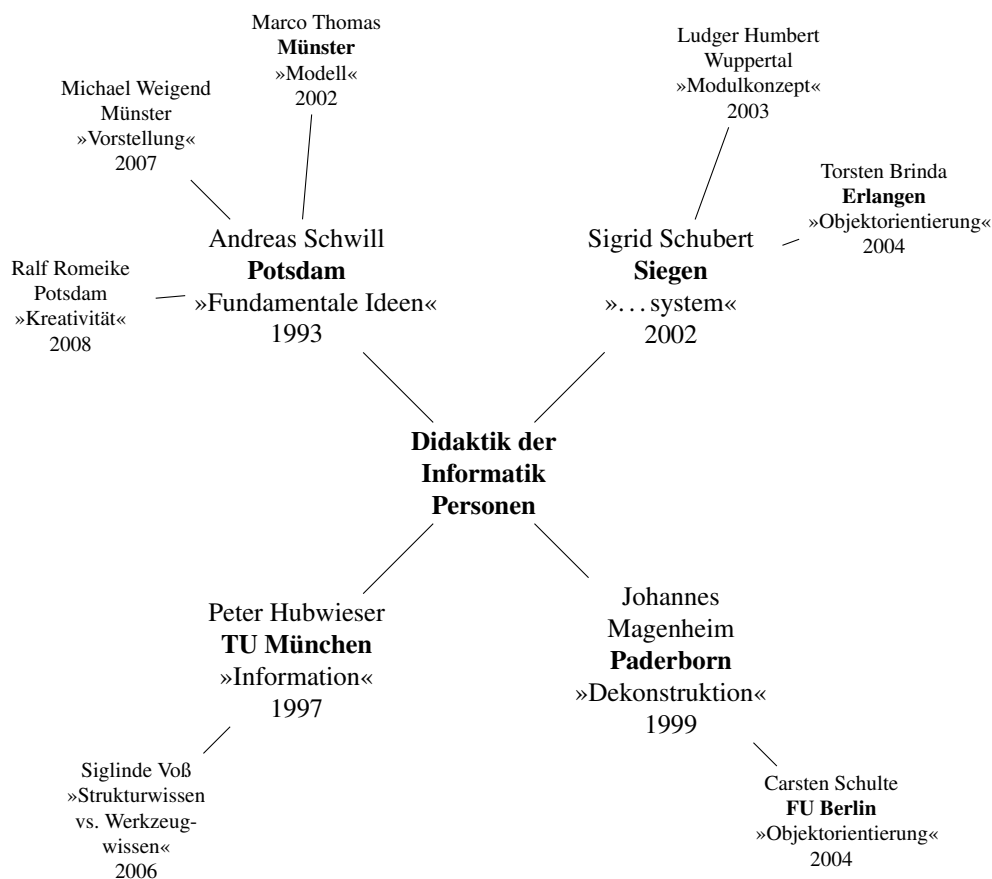 Marco Thomas
Münster
»Modell«
2002
Ludger Humbert
Wuppertal
»Modulkonzept«
2003
Michael Weigend
Münster
»Vorstellung«
2007
Torsten Brinda
Erlangen
»Objektorientierung«
2004
Andreas Schwill
Potsdam
»Fundamentale Ideen«
1993
Sigrid Schubert
Siegen
»... system«
2002
Ralf Romeike
Potsdam
»Kreativität«
2008
Didaktik der
Informatik
Personen
Peter Hubwieser
TU München
»Information«
1997
Johannes
Magenheim
Paderborn
»Dekonstruktion«
1999
Siglinde Voß
»Strukturwissen
vs. Werkzeug-
wissen«
2006
Carsten Schulte
FU Berlin
»Objektorientierung«
2004